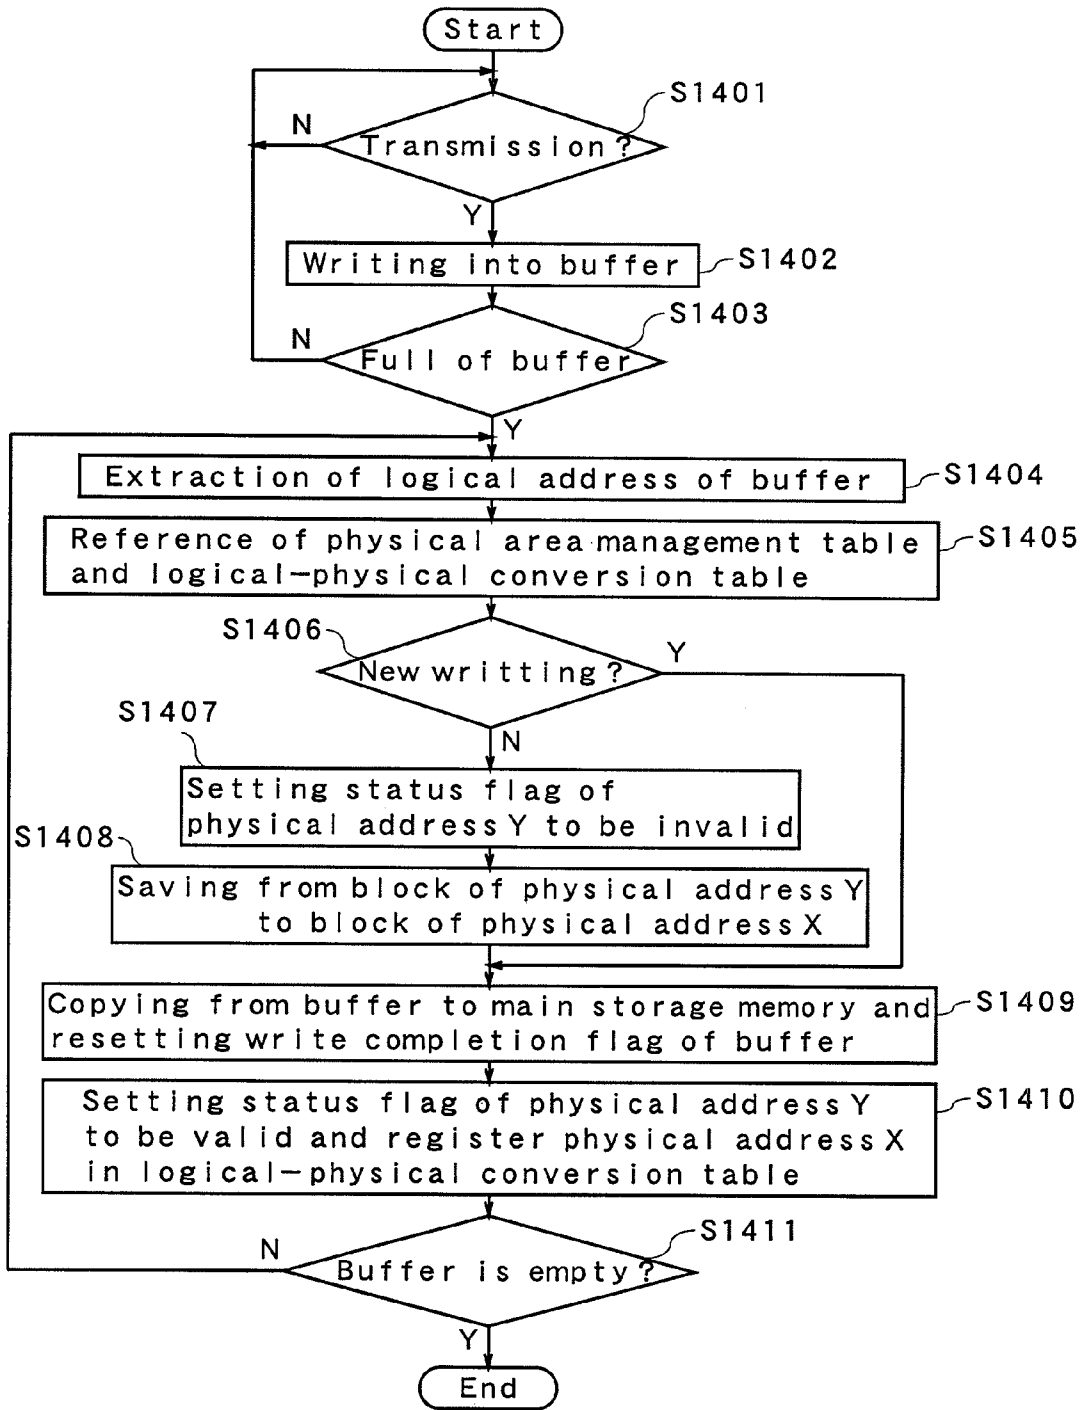 Start
S1401
N
Transmission?
Y
Writing into buffer
S1402
S1403
N
Full of buffer
Y
Extraction of logical address of buffer
S1404
Reference of physical area management table
and logical-physical conversion table
S1405
S1406
New writting?
Y
S1407
N
Setting status flag of
physical address Y to be invalid
S1408
Saving from block of physical address Y
to block of physical address X
Copying from buffer to main storage memory and
resetting write completion flag of buffer
S1409
Setting status flag of physical address Y
to be valid and register physical address X
in logical-physical conversion table
S1410
S1411
N
Buffer is empty?
Y
End